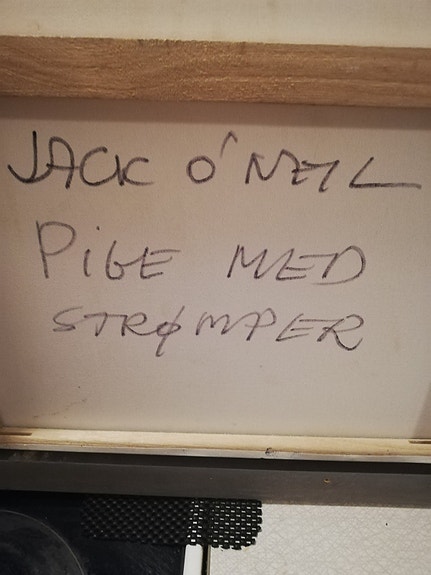 JACK O'NEIL
PIGE MED
STRØMPER